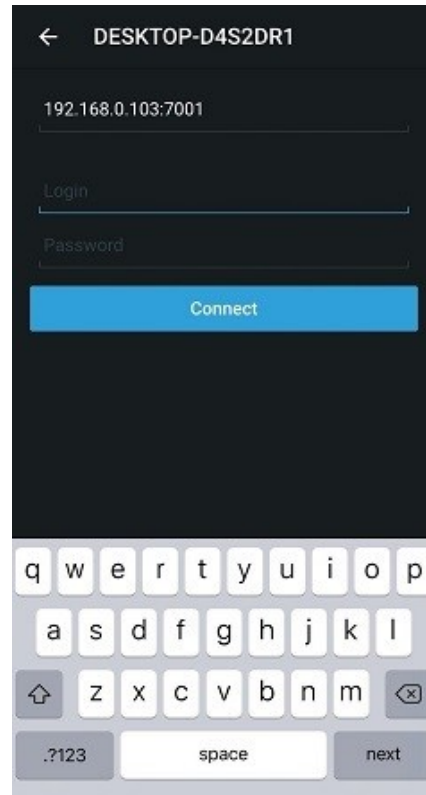 ← DESKTOP-D4S2DR1
192.168.0.103:7001
Login
Password
Connect
q w e r t y u i o p
a s d f g h j k l
z x c v b n m
.?123 space next